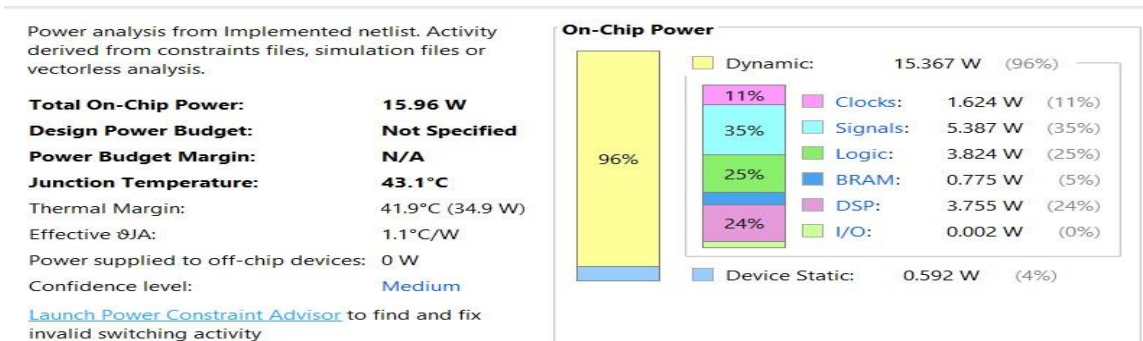 Power analysis from Implemented netlist. Activity
derived from constraints files, simulation files or
vectorless analysis.
Total On-Chip Power: 15.96 W
Design Power Budget: Not Specified
Power Budget Margin: N/A
Junction Temperature: 43.1°C
Thermal Margin: 41.9°C (34.9 W)
Effective ϑJA: 1.1°C/W
Power supplied to off-chip devices: 0 W
Confidence level: Medium
Launch Power Constraint Advisor to find and fix
invalid switching activity
On-Chip Power
96%
Dynamic: 15.367 W (96%)
11% Clocks: 1.624 W (11%)
35% Signals: 5.387 W (35%)
25% Logic: 3.824 W (25%)
BRAM: 0.775 W (5%)
24% DSP: 3.755 W (24%)
I/O: 0.002 W (0%)
Device Static: 0.592 W (4%)